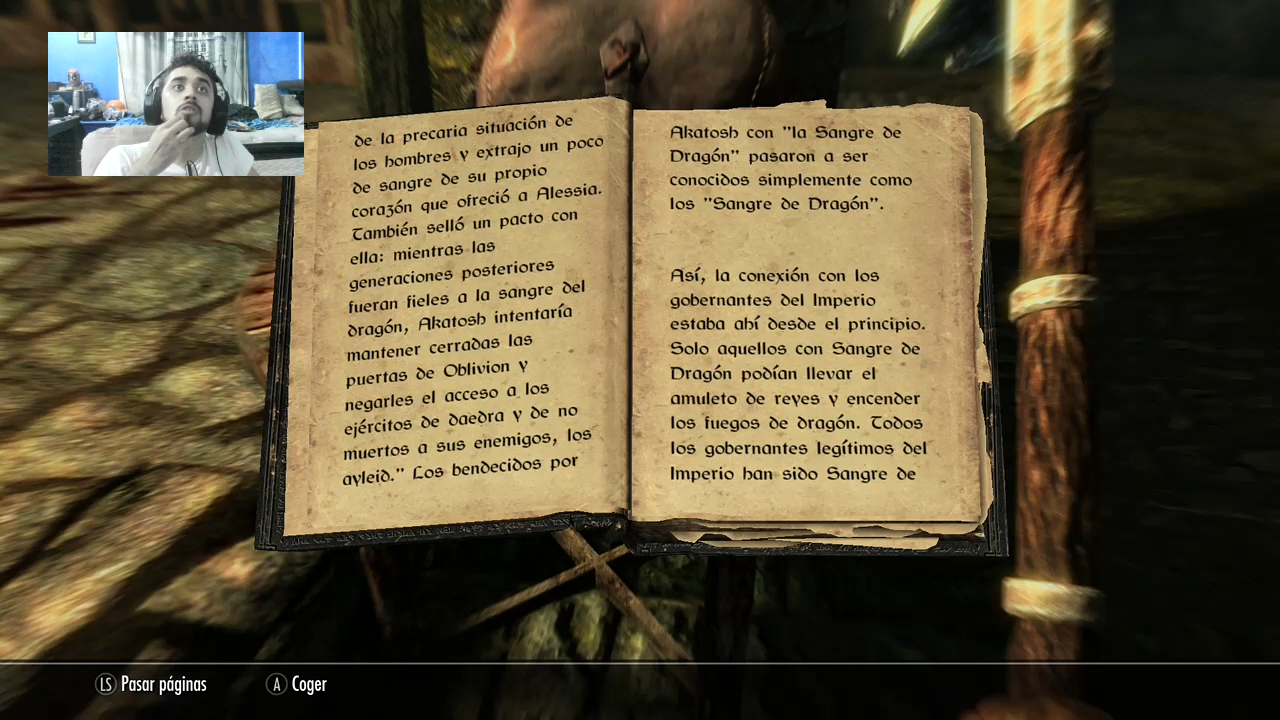 de la precaria situación de
los hombres y extrajo un poco
de sangre de su propio
corazón que ofreció a Alessia.
También selló un pacto con
ella: mientras las
generaciones posteriores
fueran fieles a la sangre del
dragón, Akatosh intentaría
mantener cerradas las
puertas de Oblivion y
negarles el acceso a los
ejércitos de daedra y de no
muertos a sus enemigos, los
ayleid." Los bendecidos por
Akatosh con "la Sangre de
Dragón" pasaron a ser
conocidos simplemente como
los "Sangre de Dragón".
Así, la conexión con los
gobernantes del Imperio
estaba ahí desde el principio.
Solo aquellos con Sangre de
Dragón podían llevar el
amuleto de reyes y encender
los fuegos de dragón. Todos
los gobernantes legítimos del
Imperio han sido Sangre de
LS Pasar páginas
A Coger